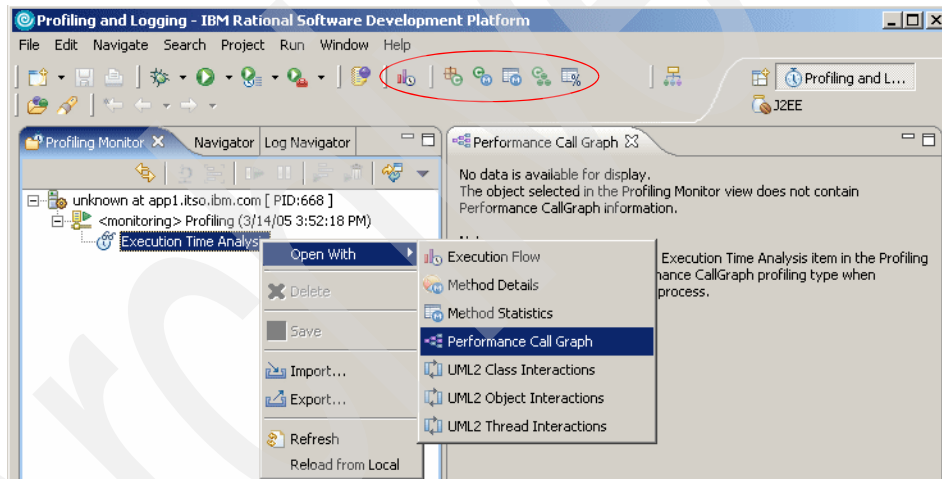 Profiling and Logging - IBM Rational Software Development Platform
File Edit Navigate Search Project Run Window Help
Profiling and L...
J2EE
Profiling Monitor Navigator Log Navigator
Performance Call Graph
No data is available for display.
The object selected in the Profiling Monitor view does not contain
Performance CallGraph information.
unknown at app1.itso.ibm.com [ PID:668 ]
<monitoring> Profiling (3/14/05 3:52:18 PM)
Execution Time Analys
Execution Time Analysis item in the Profiling
CallGraph profiling type when
process.
Open With
Delete
Save
Import...
Export...
Refresh
Reload from Local
Execution Flow
Method Details
Method Statistics
Performance Call Graph
UML2 Class Interactions
UML2 Object Interactions
UML2 Thread Interactions